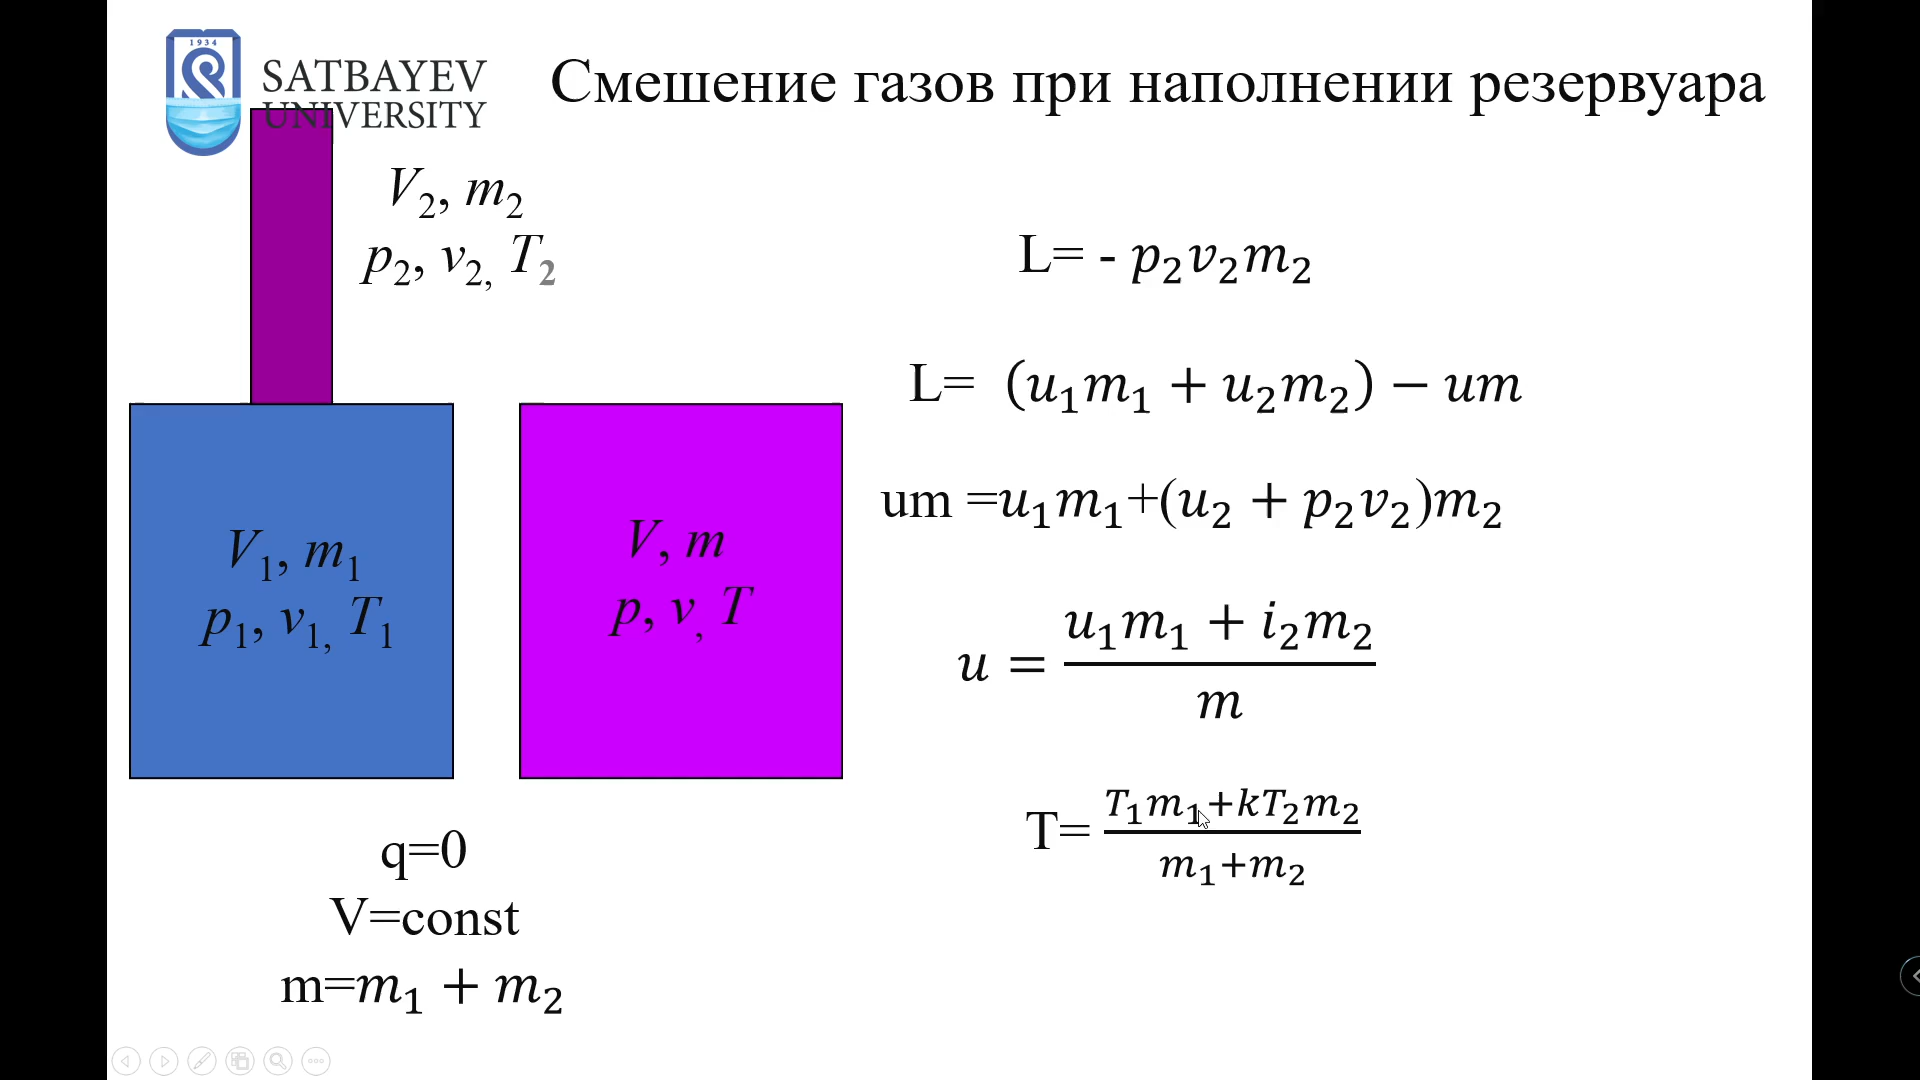 1934
SATBAYEV
UNIVERSITY
Смешение газов при наполнении резервуара
V₂, m₂
p₂, v₂, T₂
L= - p₂v₂m₂
L= (u₁m₁ + u₂m₂) − um
um =u₁m₁+(u₂ + p₂v₂)m₂
u = (u₁m₁ + i₂m₂)/m
T= (T₁m₁+kT₂m₂)/(m₁+m₂)
V₁, m₁
p₁, v₁, T₁
V, m
p, v, T
q=0
V=const
m=m₁ + m₂